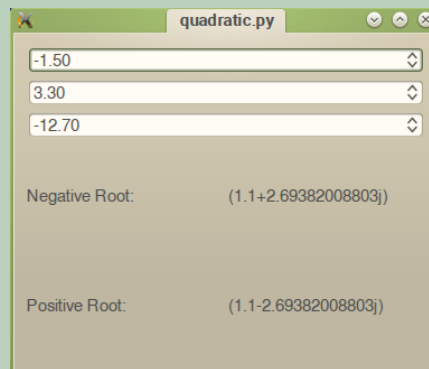 quadratic.py
-1.50
3.30
-12.70
Negative Root: (1.1+2.69382008803j)
Positive Root: (1.1-2.69382008803j)